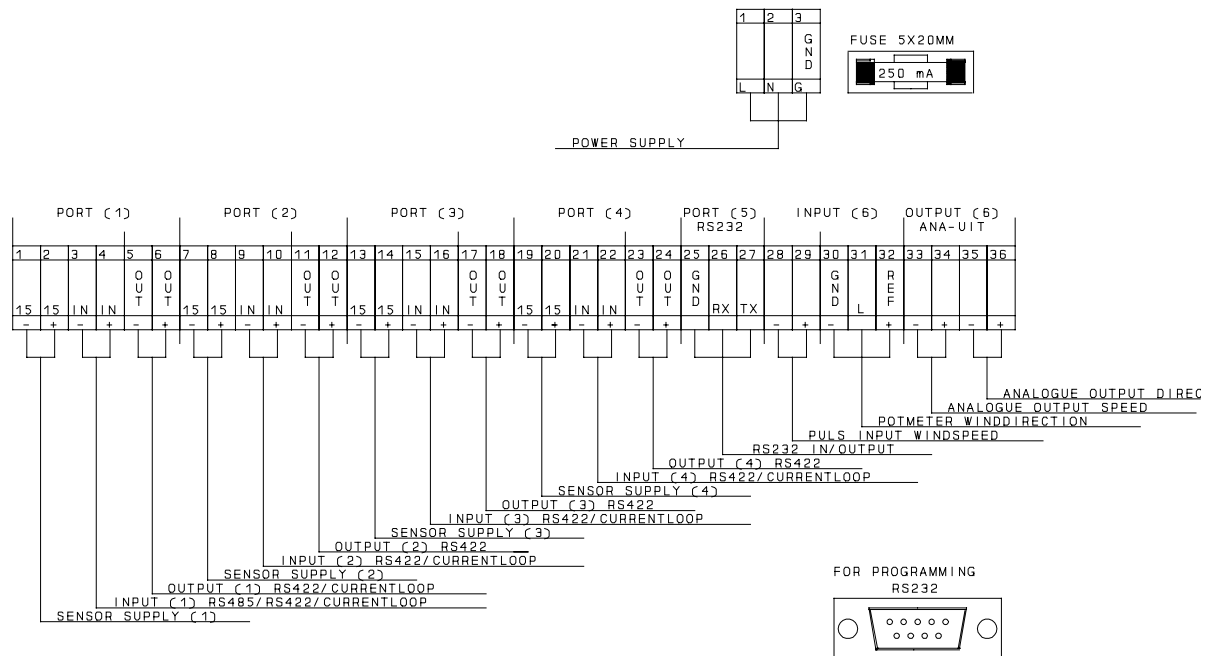 1 2 3
GND
L N G
FUSE 5X20MM
250 mA
POWER SUPPLY
PORT (1) PORT (2) PORT (3) PORT (4) PORT (5) INPUT (6) OUTPUT (6)
RS232 ANA-UIT
1 2 3 4 5 6 7 8 9 10 11 12 13 14 15 16 17 18 19 20 21 22 23 24 25 26 27 28 29 30 31 32 33 34 35 36
OUT OUT OUT OUT OUT OUT OUT OUT GND GND REF
15 15 IN IN 15 15 IN IN 15 15 IN IN 15 15 IN IN RX TX L
- + - + - + - + - + - + - + - + - + - + - + - + - + - + - + - +
ANALOGUE OUTPUT DIREC
ANALOGUE OUTPUT SPEED
POTMETER WINDDIRECTION
PULS INPUT WINDSPEED
RS232 IN/OUTPUT
OUTPUT (4) RS422
INPUT (4) RS422/CURRENTLOOP
SENSOR SUPPLY (4)
OUTPUT (3) RS422
INPUT (3) RS422/CURRENTLOOP
SENSOR SUPPLY (3)
OUTPUT (2) RS422
INPUT (2) RS422/CURRENTLOOP
SENSOR SUPPLY (2)
OUTPUT (1) RS422/CURRENTLOOP
INPUT (1) RS485/RS422/CURRENTLOOP
SENSOR SUPPLY (1)
FOR PROGRAMMING
RS232